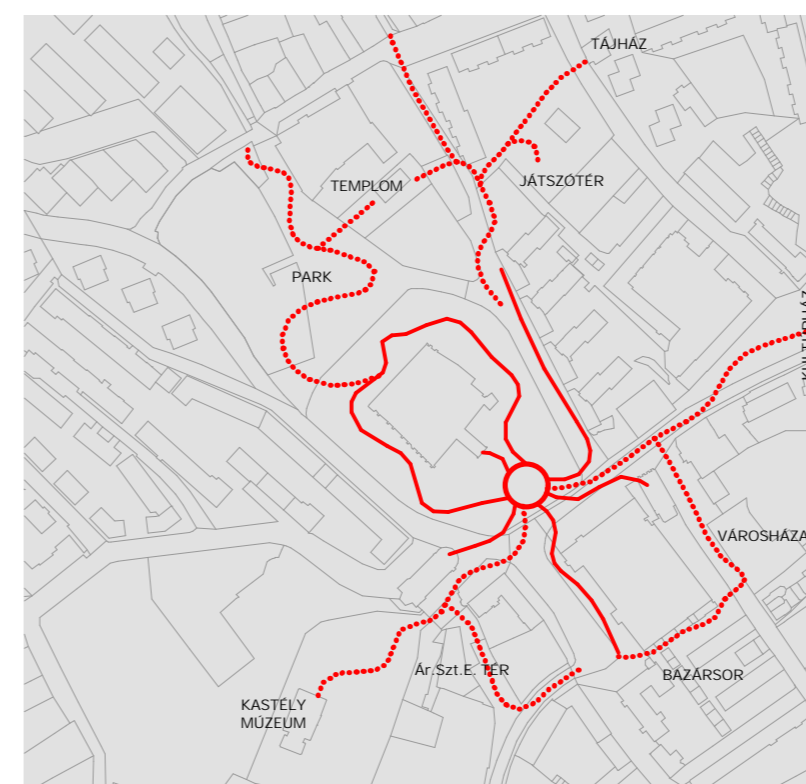 TÁJHÁZ
TEMPLOM
JÁTSZÓTÉR
PARK
VÁROSHÁZA
Ár.Szt.E. TÉR
BAZÁRSOR
KASTÉLY
MÚZEUM